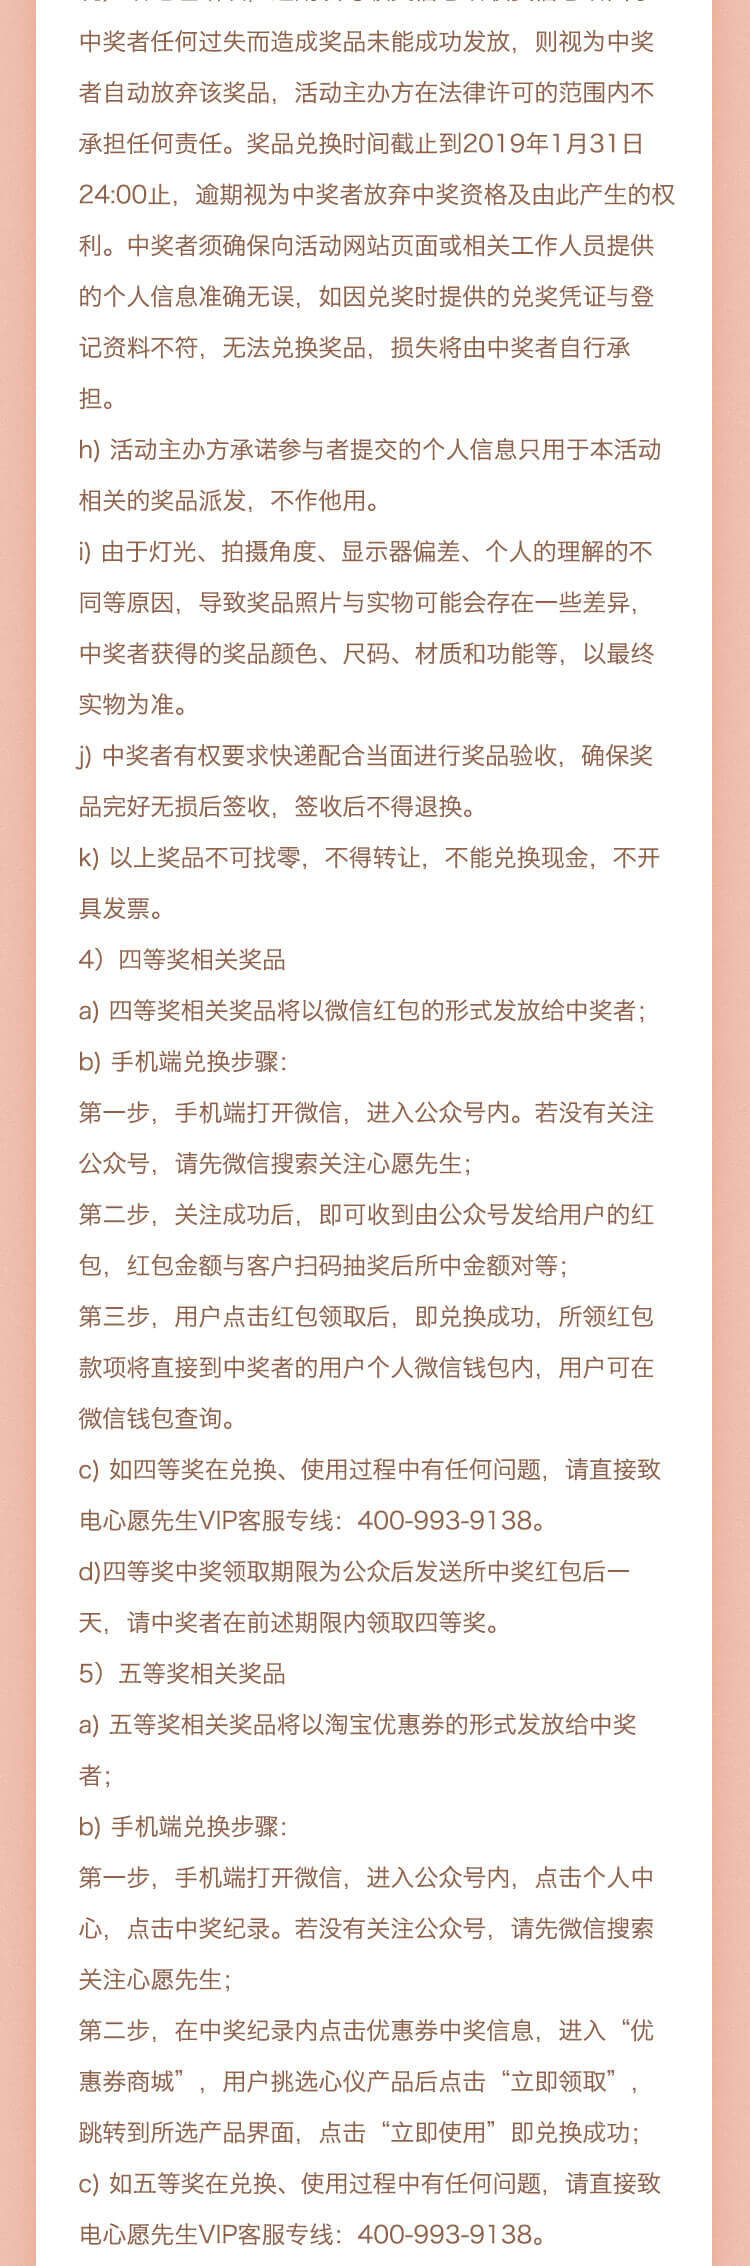 中奖者任何过失而造成奖品未能成功发放，则视为中奖
者自动放弃该奖品，活动主办方在法律许可的范围内不
承担任何责任。奖品兑换时间截止到2019年1月31日
24:00止，逾期视为中奖者放弃中奖资格及由此产生的权
利。中奖者须确保向活动网站页面或相关工作人员提供
的个人信息准确无误，如因兑奖时提供的兑奖凭证与登
记资料不符，无法兑换奖品，损失将由中奖者自行承
担。
h) 活动主办方承诺参与者提交的个人信息只用于本活动
相关的奖品派发，不作他用。
i) 由于灯光、拍摄角度、显示器偏差、个人的理解的不
同等原因，导致奖品照片与实物可能会存在一些差异，
中奖者获得的奖品颜色、尺码、材质和功能等，以最终
实物为准。
j) 中奖者有权要求快递配合当面进行奖品验收，确保奖
品完好无损后签收，签收后不得退换。
k) 以上奖品不可找零，不得转让，不能兑换现金，不开
具发票。
4）四等奖相关奖品
a) 四等奖相关奖品将以微信红包的形式发放给中奖者；
b) 手机端兑换步骤：
第一步，手机端打开微信，进入公众号内。若没有关注
公众号，请先微信搜索关注心愿先生；
第二步，关注成功后，即可收到由公众号发给用户的红
包，红包金额与客户扫码抽奖后所中金额对等；
第三步，用户点击红包领取后，即兑换成功，所领红包
款项将直接到中奖者的用户个人微信钱包内，用户可在
微信钱包查询。
c) 如四等奖在兑换、使用过程中有任何问题，请直接致
电心愿先生VIP客服专线：400-993-9138。
d)四等奖中奖领取期限为公众后发送所中奖红包后一
天，请中奖者在前述期限内领取四等奖。
5）五等奖相关奖品
a) 五等奖相关奖品将以淘宝优惠券的形式发放给中奖
者；
b) 手机端兑换步骤：
第一步，手机端打开微信，进入公众号内，点击个人中
心，点击中奖纪录。若没有关注公众号，请先微信搜索
关注心愿先生；
第二步，在中奖纪录内点击优惠券中奖信息，进入“优
惠券商城”，用户挑选心仪产品后点击“立即领取”，
跳转到所选产品界面，点击“立即使用”即兑换成功；
c) 如五等奖在兑换、使用过程中有任何问题，请直接致
电心愿先生VIP客服专线：400-993-9138。